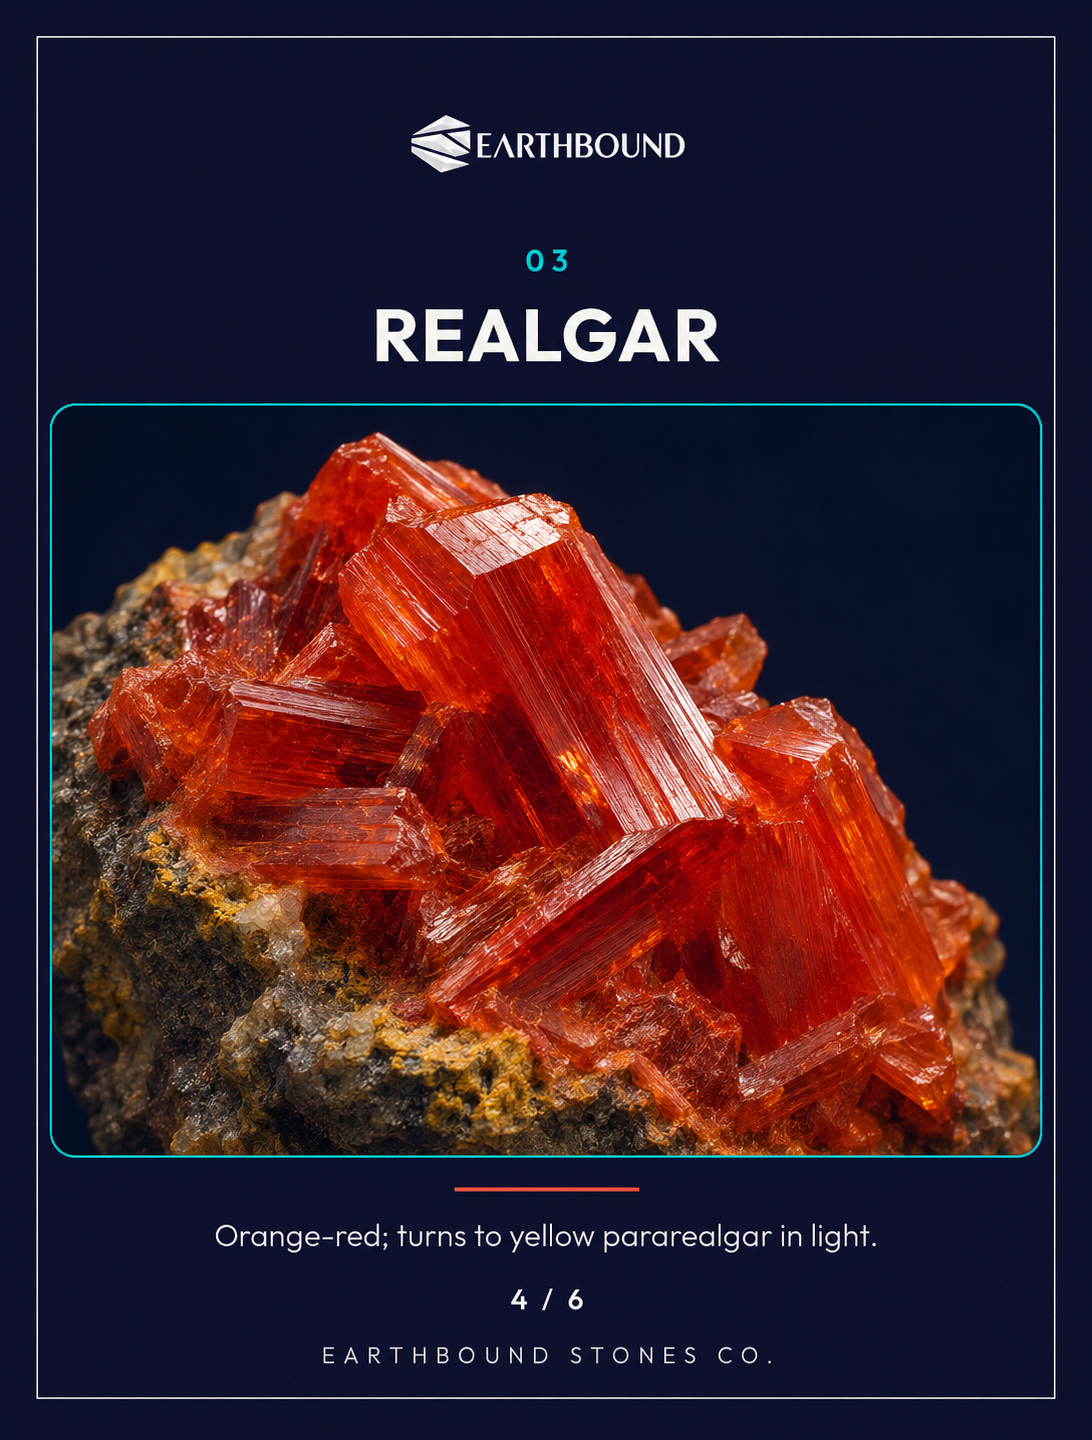 EARTHBOUND
03
REALGAR
Orange-red; turns to yellow pararealgar in light.
4 / 6
EARTHBOUND STONES CO.